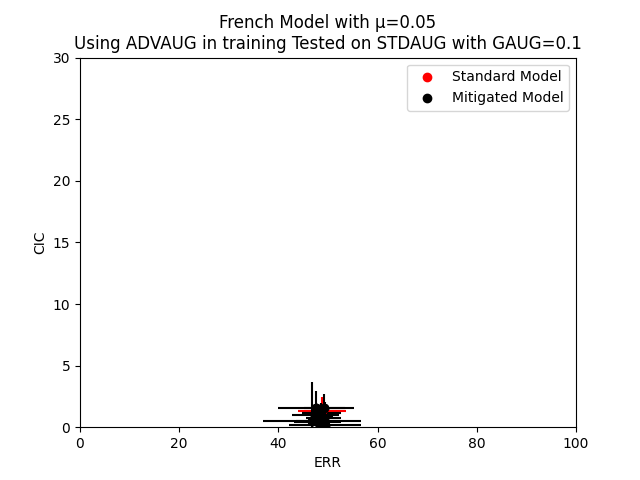 French Model with μ=0.05
Using ADVAUG in training Tested on STDAUG with GAUG=0.1
30
25
20
15
10
5
0
CIC
Standard Model
Mitigated Model
0 20 40 60 80 100
ERR